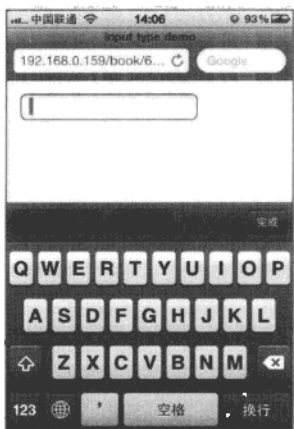 中国联通 14:06 93%
input type demo
192.168.0.159/book/6... Google
完成
Q W E R T Y U I O P
A S D F G H J K L
Z X C V B N M
123 , 空格 换行